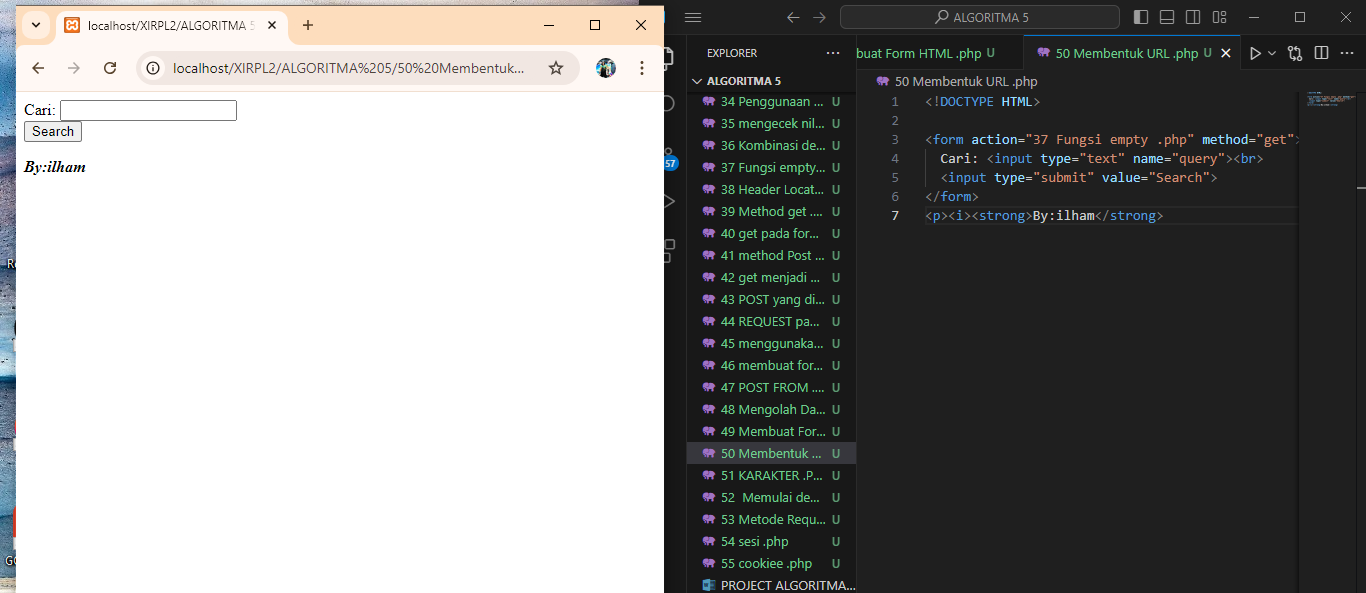 localhost/XIRPL2/ALGORITMA 5
localhost/XIRPL2/ALGORITMA%205/50%20Membentuk...
Cari:
Search
By:ilham
ALGORITMA 5
57
EXPLORER
ALGORITMA 5
34 Penggunaan ... U
35 mengecek nil... U
36 Kombinasi de... U
37 Fungsi empty... U
38 Header Locat... U
39 Method get .... U
40 get pada for... U
41 method Post ... U
42 get menjadi ... U
43 POST yang di... U
44 REQUEST pa... U
45 menggunaka... U
46 membuat for... U
47 POST FROM .... U
48 Mengolah Da... U
49 Membuat For... U
50 Membentuk ... U
51 KARAKTER .P... U
52  Memulai de... U
53 Metode Requ... U
54 sesi .php U
55 cookiee .php U
PROJECT ALGORITMA...
buat Form HTML .php U
50 Membentuk URL .php U
50 Membentuk URL .php
1 <!DOCTYPE HTML>
2
3 <form action="37 Fungsi empty .php" method="get">
4 Cari: <input type="text" name="query"><br>
5 <input type="submit" value="Search">
6 </form>
7 <p><i><strong>By:ilham</strong>